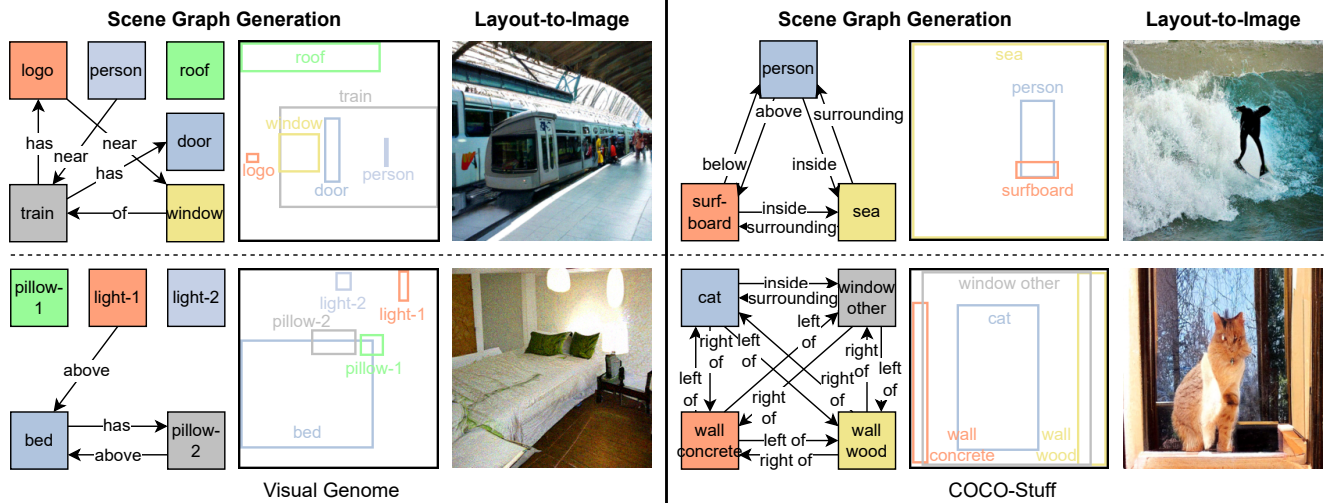 Scene Graph Generation
Layout-to-Image
Scene Graph Generation
Layout-to-Image
logo
person
roof
door
train
window
has
near
has
near
of
roof
train
window
logo
door
person
person
surf-
board
sea
above
surrounding
below
inside
inside
surrounding
sea
person
surfboard
pillow-
1
light-1
light-2
above
bed
has
above
pillow-
2
light-2
light-1
pillow-2
pillow-1
bed
cat
inside
surrounding
window
other
left
of
right
of
left
of
right
of
left
of
left
of
right
of
right
of
wall
concrete
left of
right of
wall
wood
window other
cat
wall
concrete
wall
wood
Visual Genome
COCO-Stuff